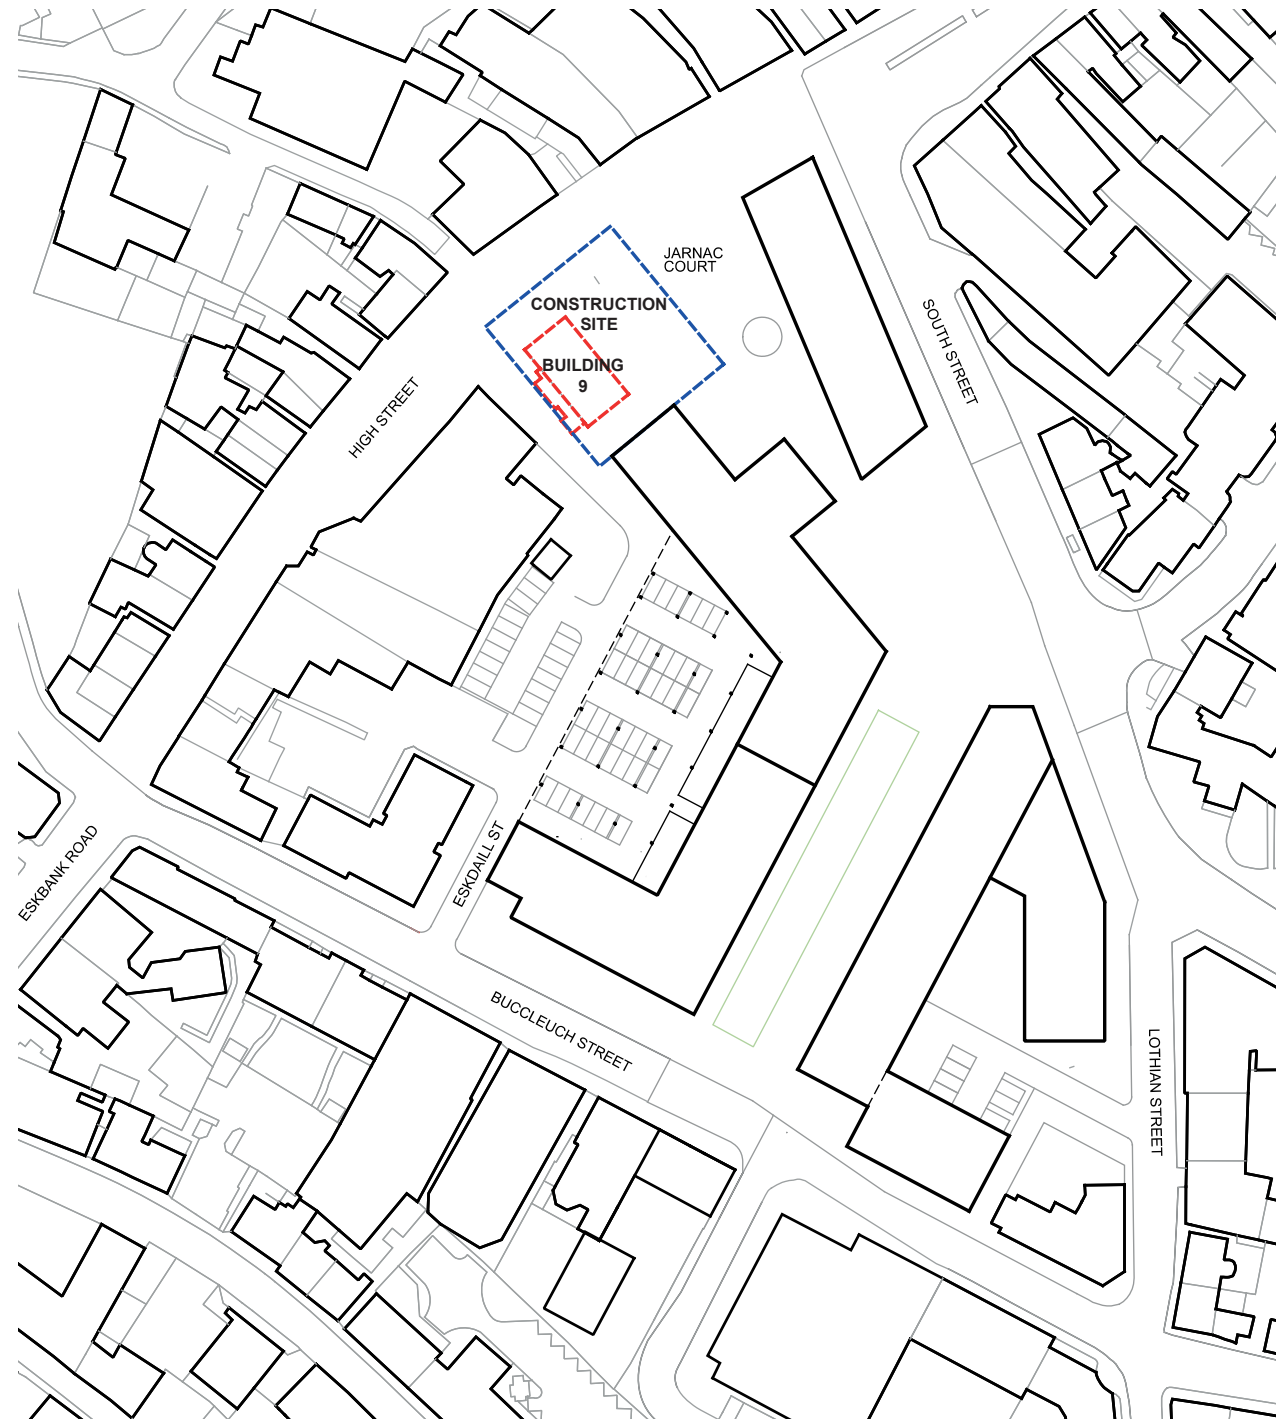 JARNAC
COURT
CONSTRUCTION
SITE
BUILDING
9
SOUTH STREET
HIGH STREET
ESKBANK ROAD
ESKDAILL ST
BUCCLEUCH STREET
LOTHIAN STREET